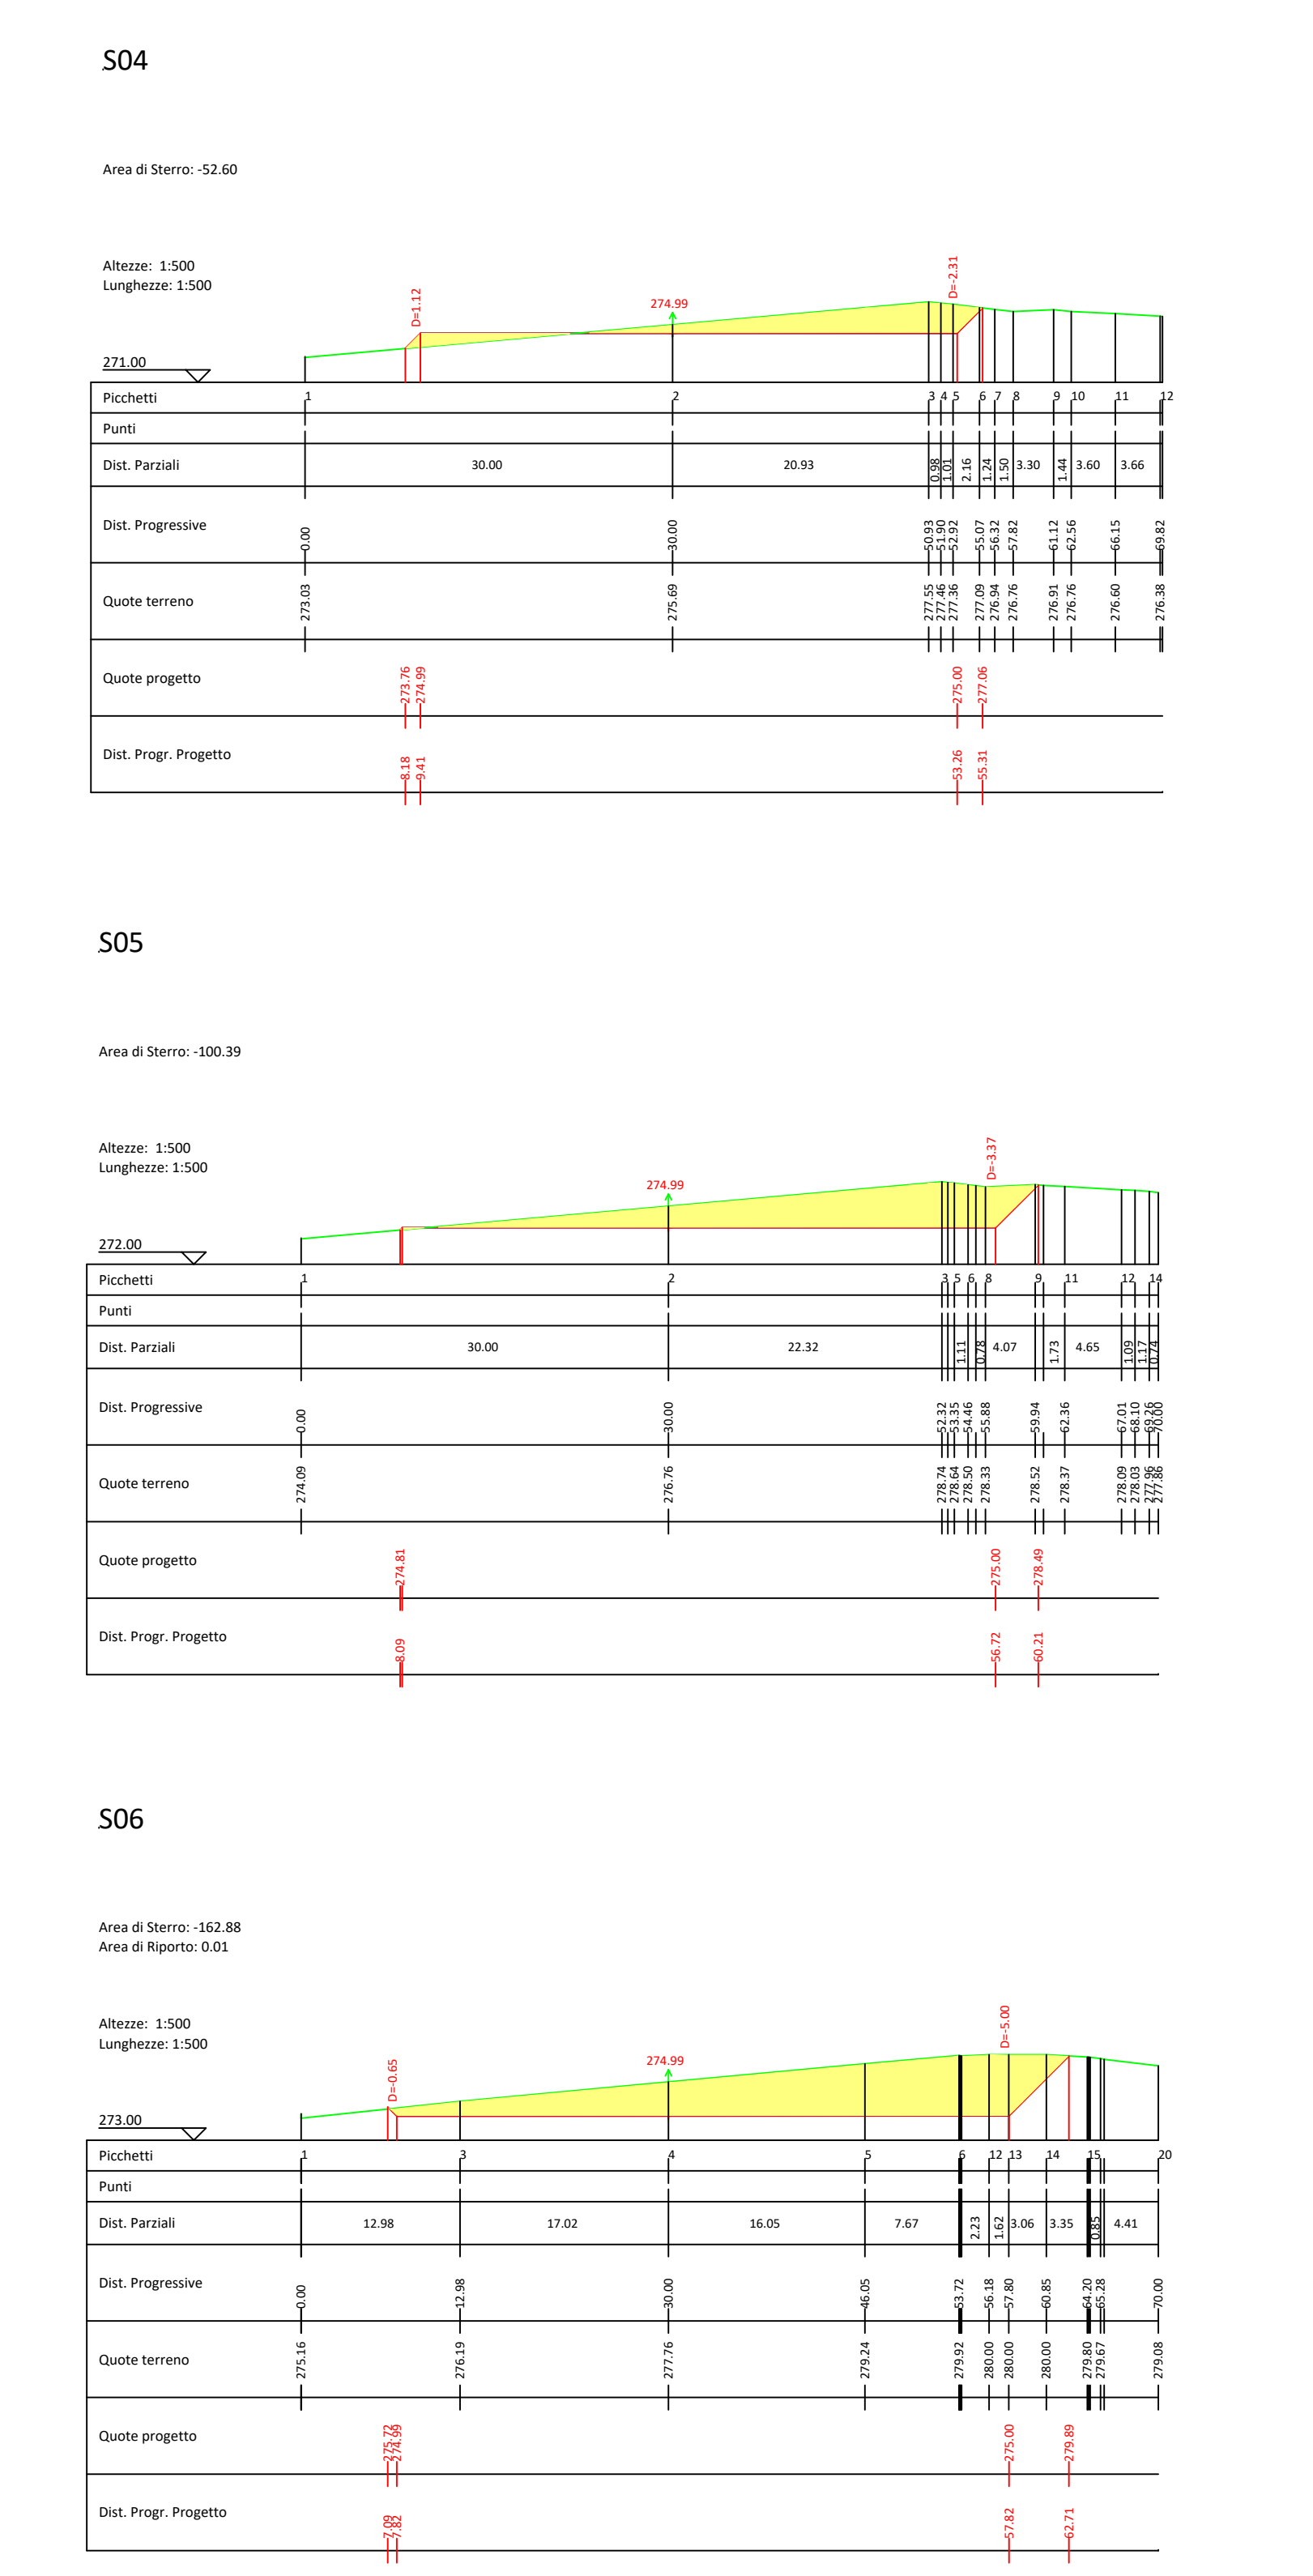 S04
Area di Sterro: -52.60
Altezze: 1:500
Lunghezze: 1:500
D=1.12
274.99
D=-2.31
271.00
Picchetti 1 2 3 4 5 6 7 8 9 10 11 12
Punti
Dist. Parziali 30.00 20.93 0.98 1.01 2.16 1.24 1.50 3.30 1.44 3.60 3.66
Dist. Progressive 0.00 30.00 50.93 51.90 52.92 55.07 56.32 57.82 61.12 62.56 66.15 69.82
Quote terreno 273.03 275.69 277.55 277.46 277.36 277.09 276.94 276.76 276.91 276.76 276.60 276.38
Quote progetto 273.76 274.99 275.00 277.06
Dist. Progr. Progetto 8.18 9.41 53.26 55.31
S05
Area di Sterro: -100.39
Altezze: 1:500
Lunghezze: 1:500
274.99
D=-3.37
272.00
Picchetti 1 2 3 5 6 8 9 11 12 14
Punti
Dist. Parziali 30.00 22.32 1.11 0.78 4.07 1.73 4.65 1.09 1.17 0.74
Dist. Progressive 0.00 30.00 52.32 53.35 54.46 55.88 59.94 62.36 67.01 68.10 69.26 70.00
Quote terreno 274.09 276.76 278.74 278.64 278.50 278.33 278.52 278.37 278.09 278.03 277.96 277.86
Quote progetto 274.81 275.00 278.49
Dist. Progr. Progetto 8.09 56.72 60.21
S06
Area di Sterro: -162.88
Area di Riporto: 0.01
Altezze: 1:500
Lunghezze: 1:500
D=-0.65
274.99
D=-5.00
273.00
Picchetti 1 3 4 5 6 12 13 14 15 20
Punti
Dist. Parziali 12.98 17.02 16.05 7.67 2.23 1.62 3.06 3.35 0.85 4.41
Dist. Progressive 0.00 12.98 30.00 46.05 53.72 56.18 57.80 60.85 64.20 65.28 70.00
Quote terreno 275.16 276.19 277.76 279.24 279.92 280.00 280.00 280.00 279.80 279.67 279.08
Quote progetto 275.72 274.99 275.00 279.89
Dist. Progr. Progetto 7.09 7.82 57.82 62.71